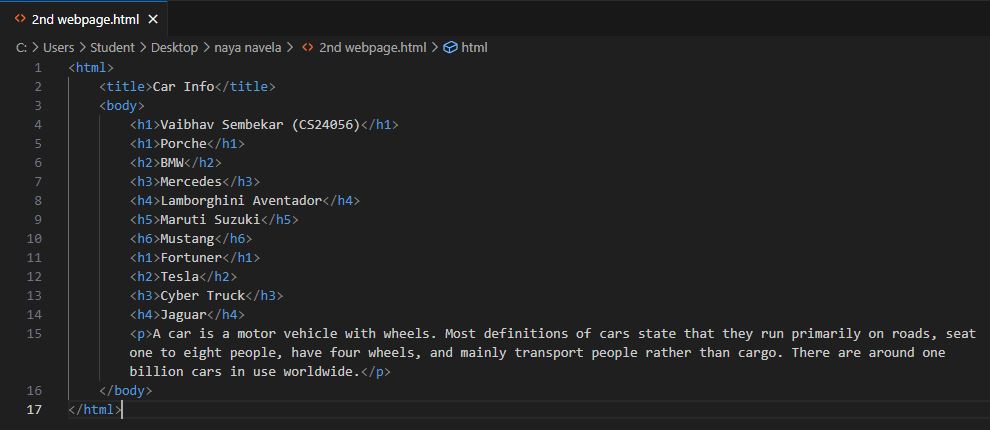 2nd webpage.html
C: > Users > Student > Desktop > naya navela > 2nd webpage.html > html
1 <html>
2 <title>Car Info</title>
3 <body>
4 <h1>Vaibhav Sembekar (CS24056)</h1>
5 <h1>Porche</h1>
6 <h2>BMW</h2>
7 <h3>Mercedes</h3>
8 <h4>Lamborghini Aventador</h4>
9 <h5>Maruti Suzuki</h5>
10 <h6>Mustang</h6>
11 <h1>Fortuner</h1>
12 <h2>Tesla</h2>
13 <h3>Cyber Truck</h3>
14 <h4>Jaguar</h4>
15 <p>A car is a motor vehicle with wheels. Most definitions of cars state that they run primarily on roads, seat
one to eight people, have four wheels, and mainly transport people rather than cargo. There are around one
billion cars in use worldwide.</p>
16 </body>
17 </html>